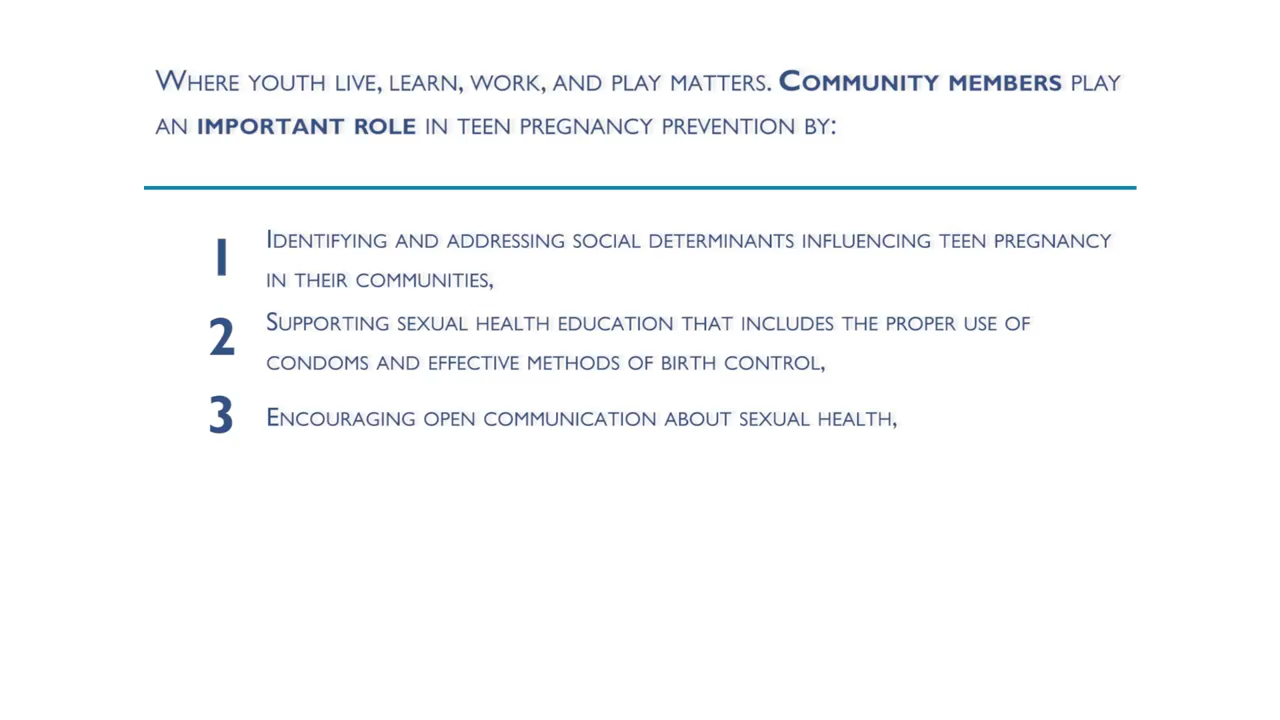 Where youth live, learn, work, and play matters. Community members play
an important role in teen pregnancy prevention by:
1 Identifying and addressing social determinants influencing teen pregnancy
in their communities,
2 Supporting sexual health education that includes the proper use of
condoms and effective methods of birth control,
3 Encouraging open communication about sexual health,